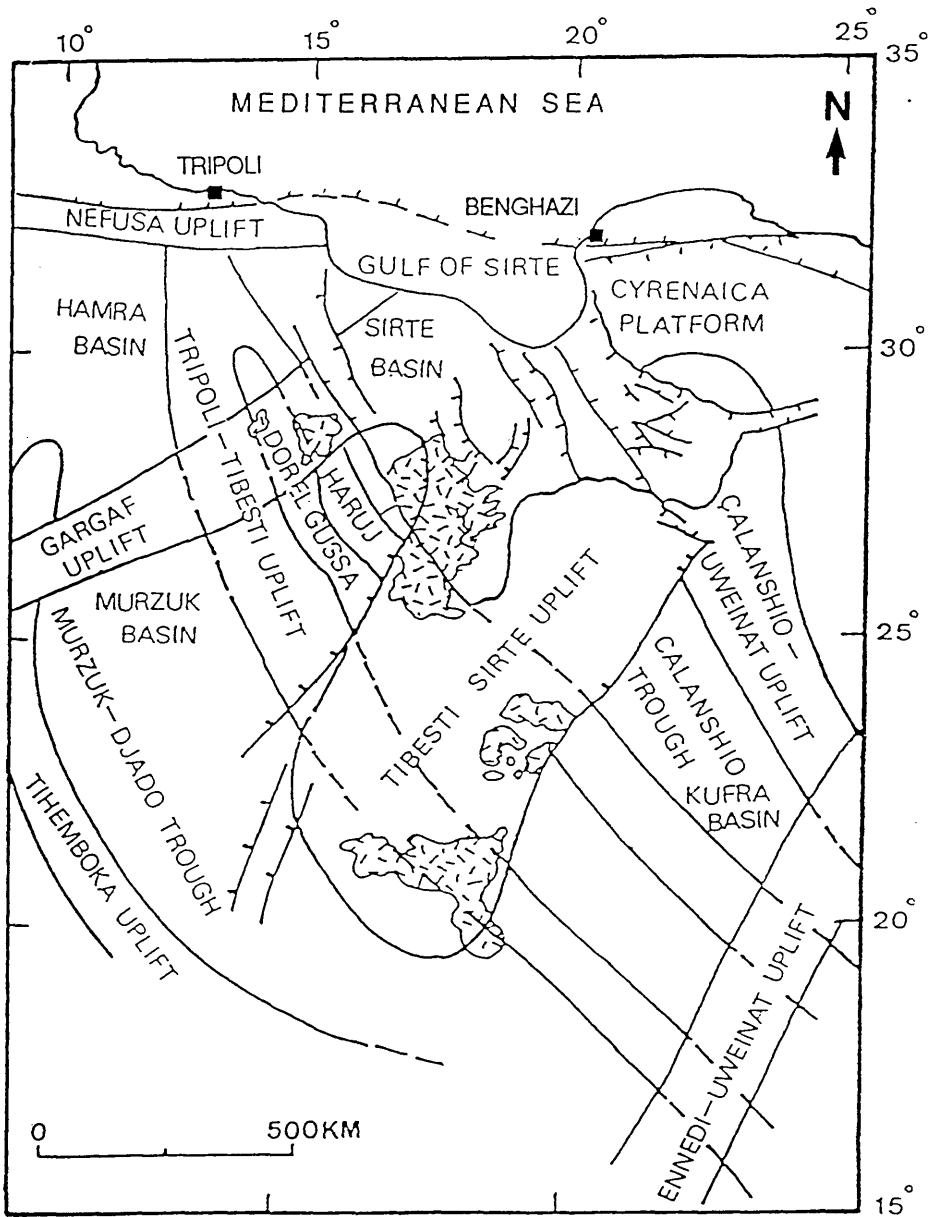 10°
15°
20°
25°
35°
MEDITERRANEAN SEA
N
TRIPOLI
BENGHAZI
NEFUSA UPLIFT
GULF OF SIRTE
HAMRA
BASIN
SIRTE
BASIN
CYRENAICA
PLATFORM
30°
TRIPOLI-TIBESTI UPLIFT
DOR EL GUSSA
HARUJ
GARGAF
UPLIFT
MURZUK
BASIN
MURZUK-DJADO TROUGH
TIHEMBOKA UPLIFT
TIBESTI SIRTE UPLIFT
ÇALANSHIO-
UWEINAT UPLIFT
25°
CALANSHIO
TROUGH
KUFRA
BASIN
20°
ENNEDI-UWEINAT UPLIFT
0 500KM
15°